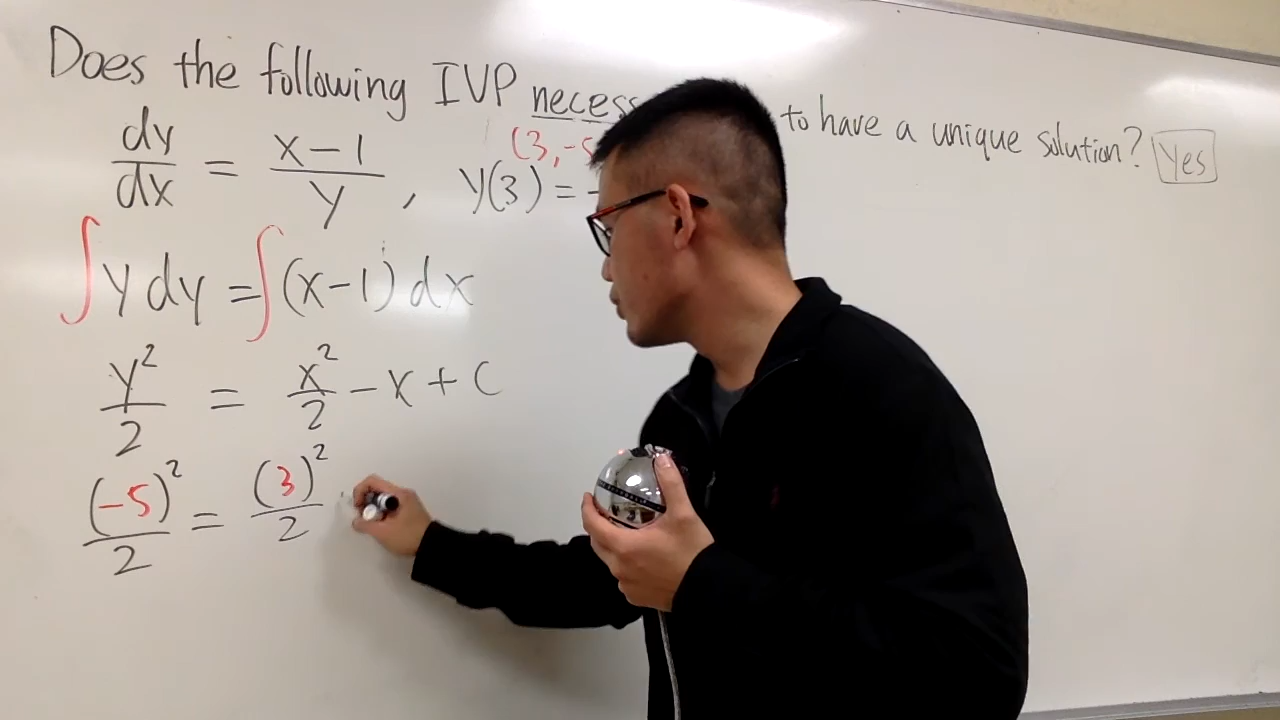 Does the following IVP necess to have a unique solution? Yes
(3,-5
dy/dx = x-1/y , y(3) = -
∫ y dy = ∫ (x-1) dx
y²/2 = x²/2 - x + C
(-5)²/2 = (3)²/2